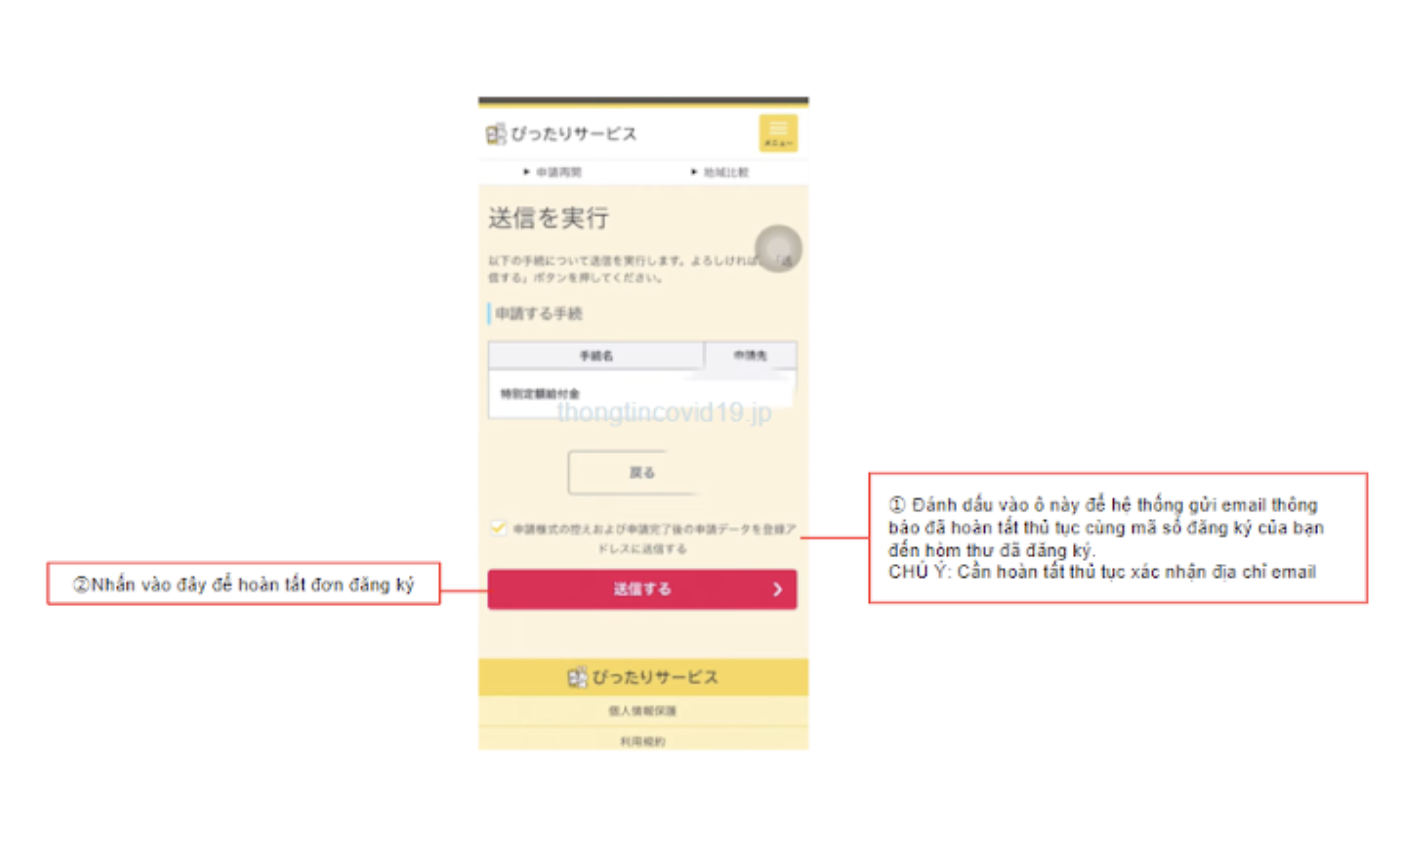 ぴったりサービス
メニュー
▶ 申請再開
▶ 地域比較
送信を実行
以下の手続について送信を実行します。よろしければ、「送
信する」ボタンを押してください。
申請する手続
手続名
申請先
特別定額給付金
thongtincovid19.jp
戻る
① Đánh dấu vào ô này để hệ thống gửi email thông
báo đã hoàn tất thủ tục cùng mã số đăng ký của bạn
đến hòm thư đã đăng ký.
CHÚ Ý: Cần hoàn tất thủ tục xác nhận địa chỉ email
申請様式の控えおよび申請完了後の申請データを登録ア
ドレスに送信する
②Nhấn vào đây để hoàn tất đơn đăng ký
送信する
ぴったりサービス
個人情報保護
利用規約